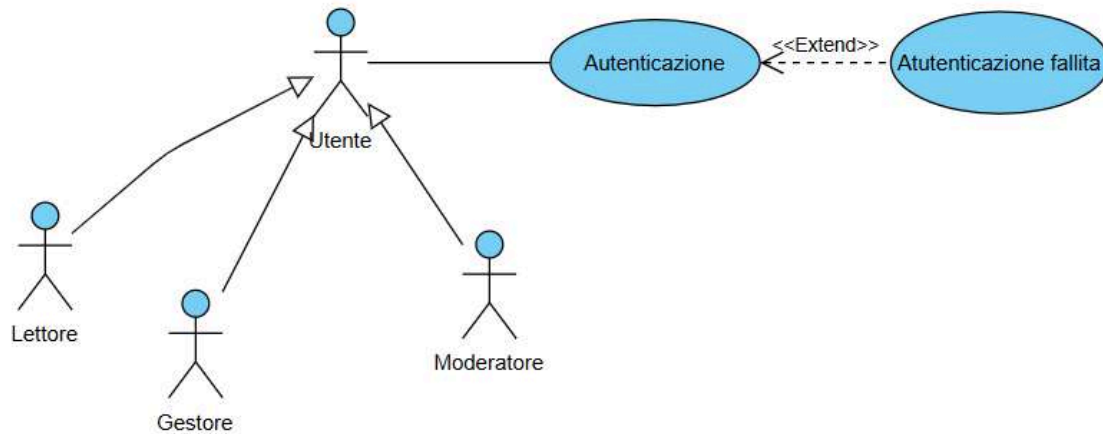 <<Extend>>
Autenticazione
Atutenticazione fallita
Utente
Lettore
Moderatore
Gestore